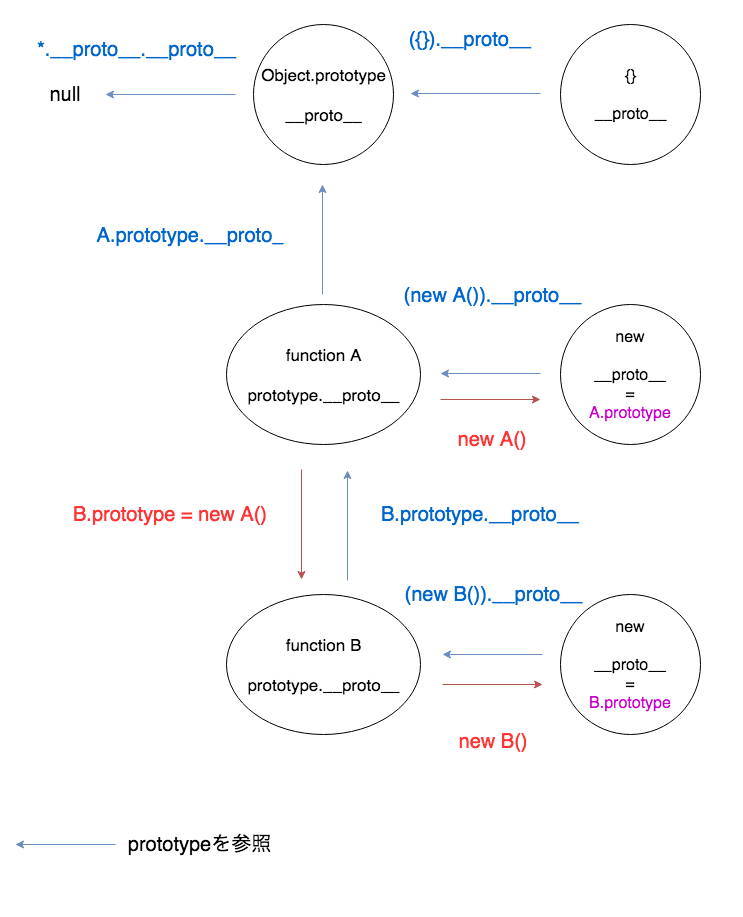 *.__proto__.__proto__
({}).__proto__
null
Object.prototype
__proto__
{}
__proto__
A.prototype.__proto_
(new A()).__proto__
function A
prototype.__proto__
new
__proto__
=
A.prototype
new A()
B.prototype = new A()
B.prototype.__proto__
(new B()).__proto__
function B
prototype.__proto__
new
__proto__
=
B.prototype
new B()
prototypeを参照